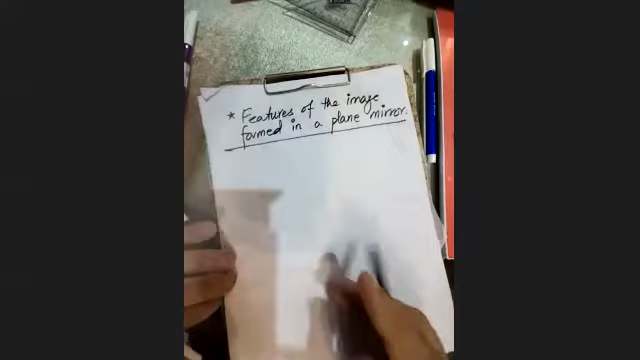 * Features of the image
formed in a plane mirror.